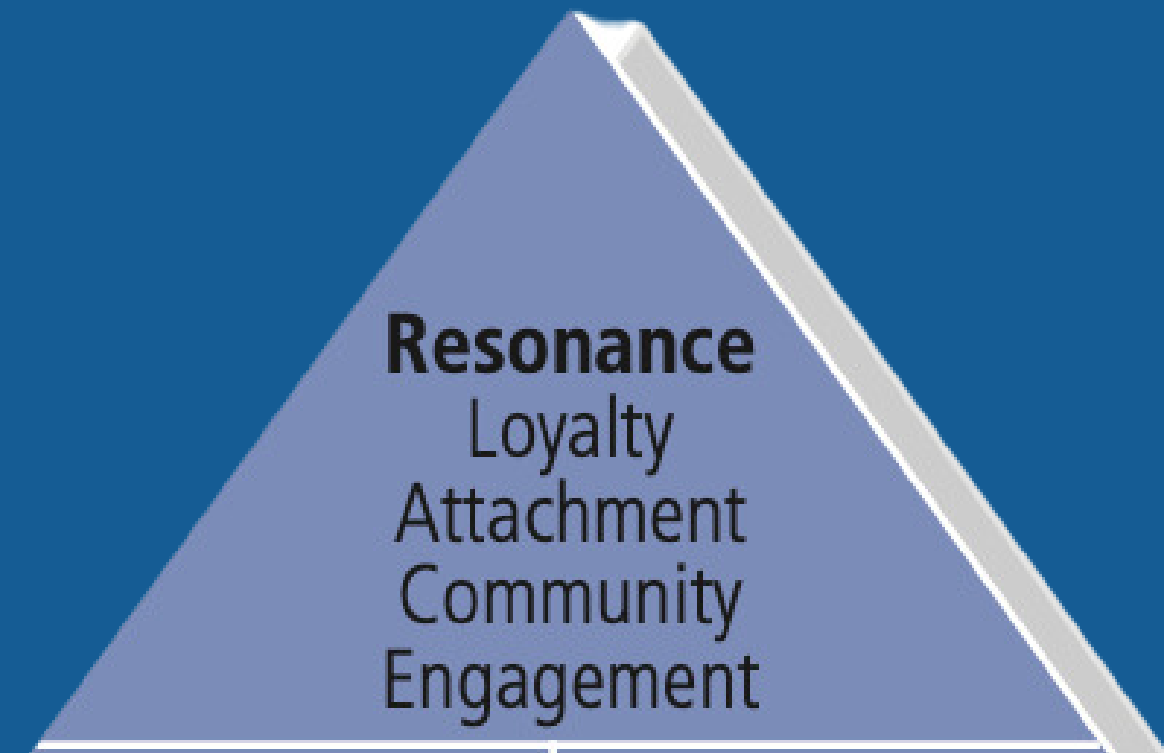 Resonance
Loyalty
Attachment
Community
Engagement